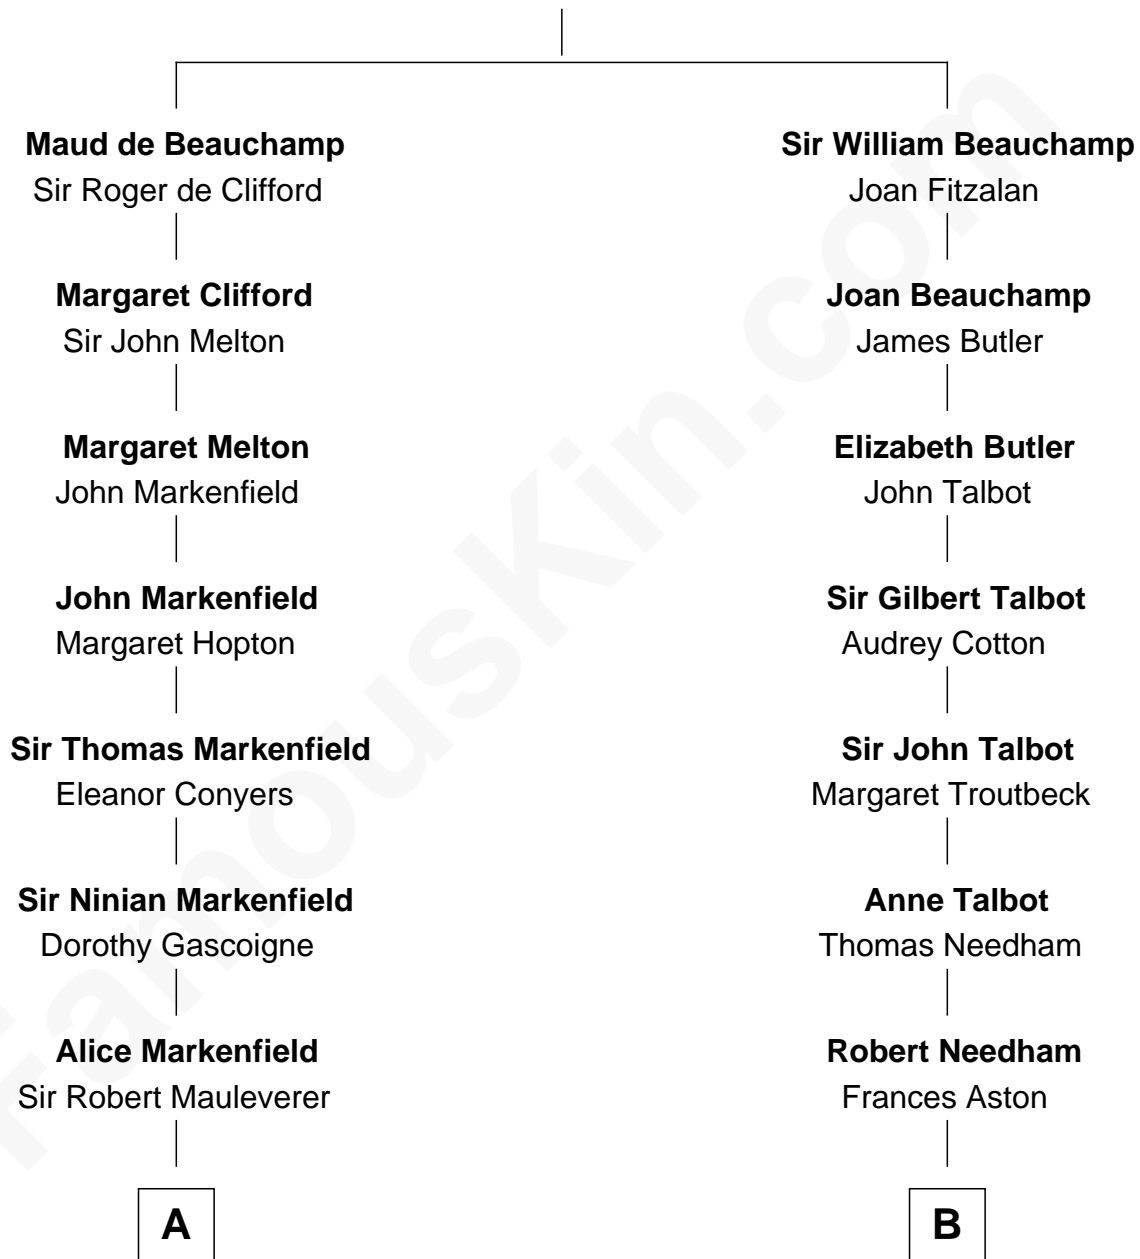 Maud de Beauchamp
Sir Roger de Clifford
Margaret Clifford
Sir John Melton
Margaret Melton
John Markenfield
John Markenfield
Margaret Hopton
Sir Thomas Markenfield
Eleanor Conyers
Sir Ninian Markenfield
Dorothy Gascoigne
Alice Markenfield
Sir Robert Mauleverer
A
Sir William Beauchamp
Joan Fitzalan
Joan Beauchamp
James Butler
Elizabeth Butler
John Talbot
Sir Gilbert Talbot
Audrey Cotton
Sir John Talbot
Margaret Troutbeck
Anne Talbot
Thomas Needham
Robert Needham
Frances Aston
B
FamousKin.com